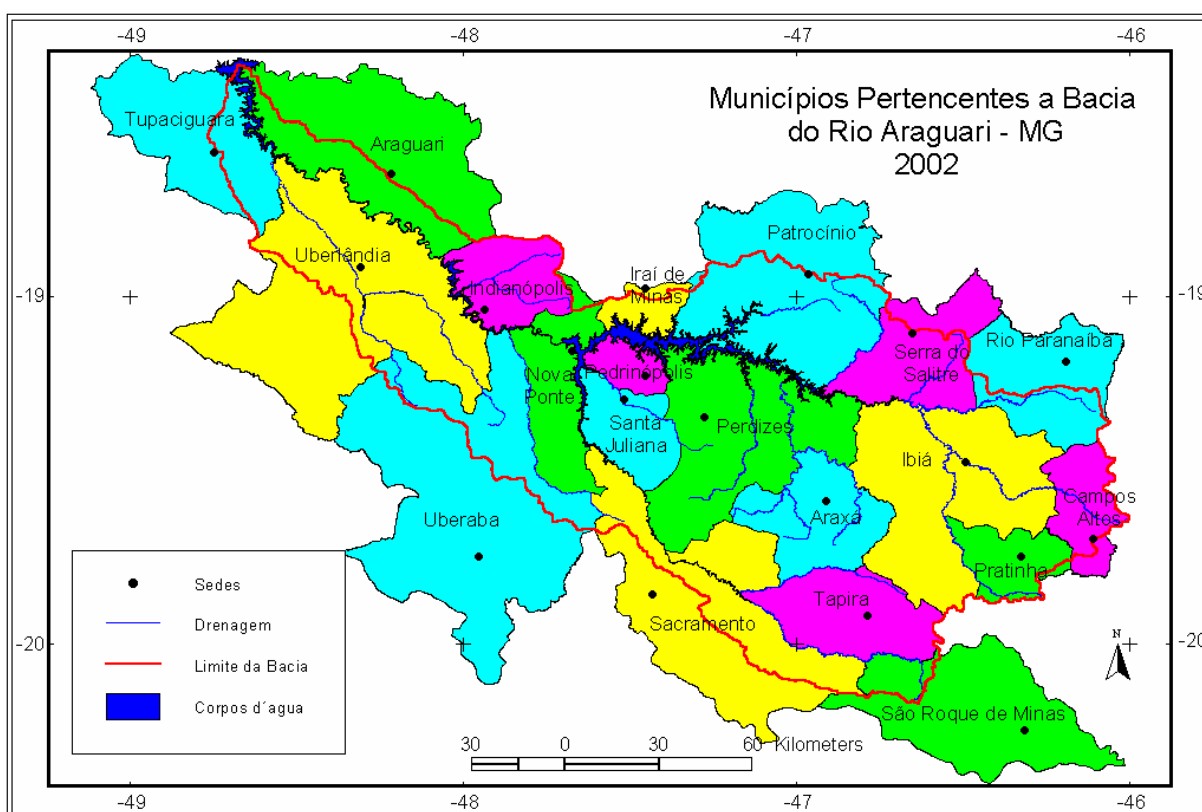 -49
-48
-47
-46
Municípios Pertencentes a Bacia
do Rio Araguari - MG
2002
Tupaciguara
Araguari
Uberlândia
Patrocínio
Indianópolis
Iraí de
Minas
-19
-19
Rio Paranaíba
Serra do
Salitre
Nova
Ponte
Pedrinópolis
Santa
Juliana
Perdizes
Ibiá
Campos
Altos
Araxá
Uberaba
Pratinha
Tapira
Sacramento
-20
-20
São Roque de Minas
Sedes
Drenagem
Limite da Bacia
Corpos d´agua
N
30
0
30
60
Kilometers
-49
-48
-47
-46